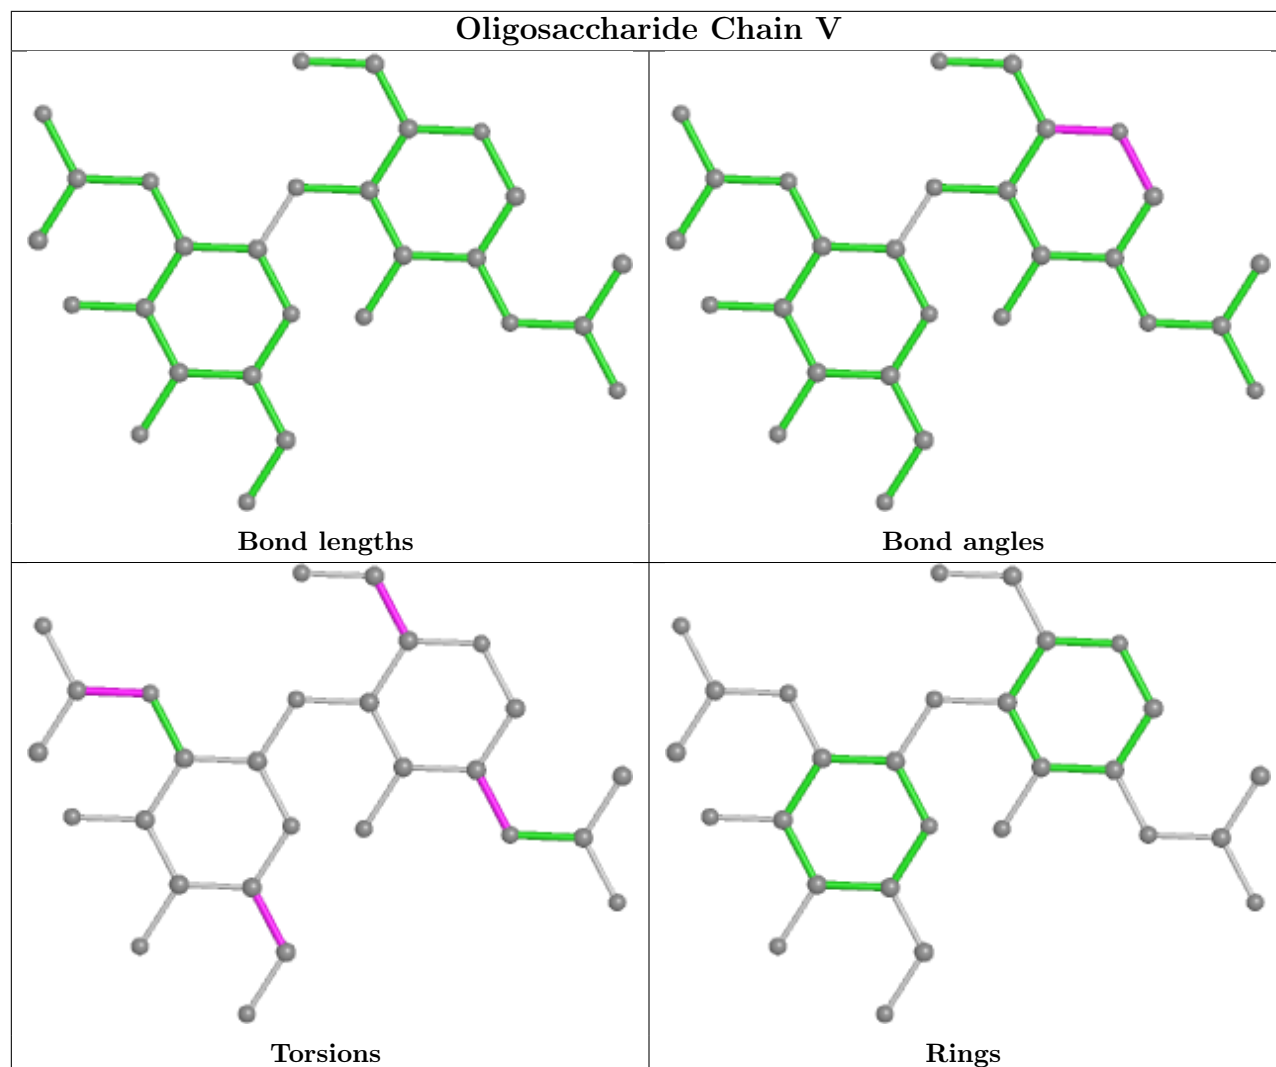 Oligosaccharide Chain V
Bond lengths
Bond angles
Torsions
Rings